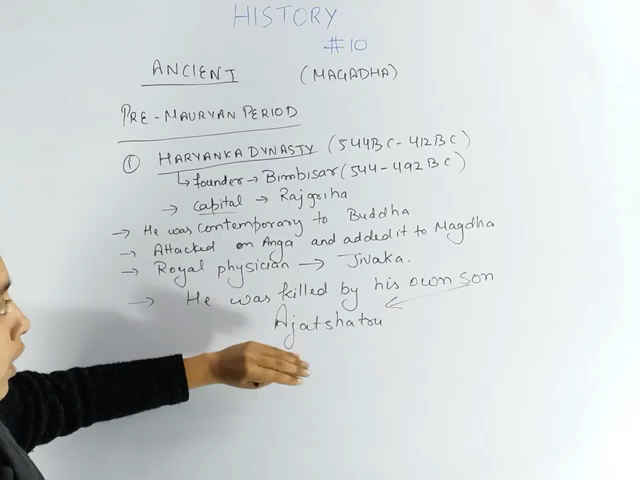 HISTORY
#10
ANCIENT (MAGADHA)
PRE-MAURYAN PERIOD
① HARYANKA DYNASTY (544BC-412BC)
↳ founder → Bimbisar (544-492BC)
→ capital → Rajgriha
→ He was contemporary to Buddha
→ Attacked on Anga and added it to Magdha
→ Royal physician → Jivaka.
→ He was killed by his own son
Ajatshatru